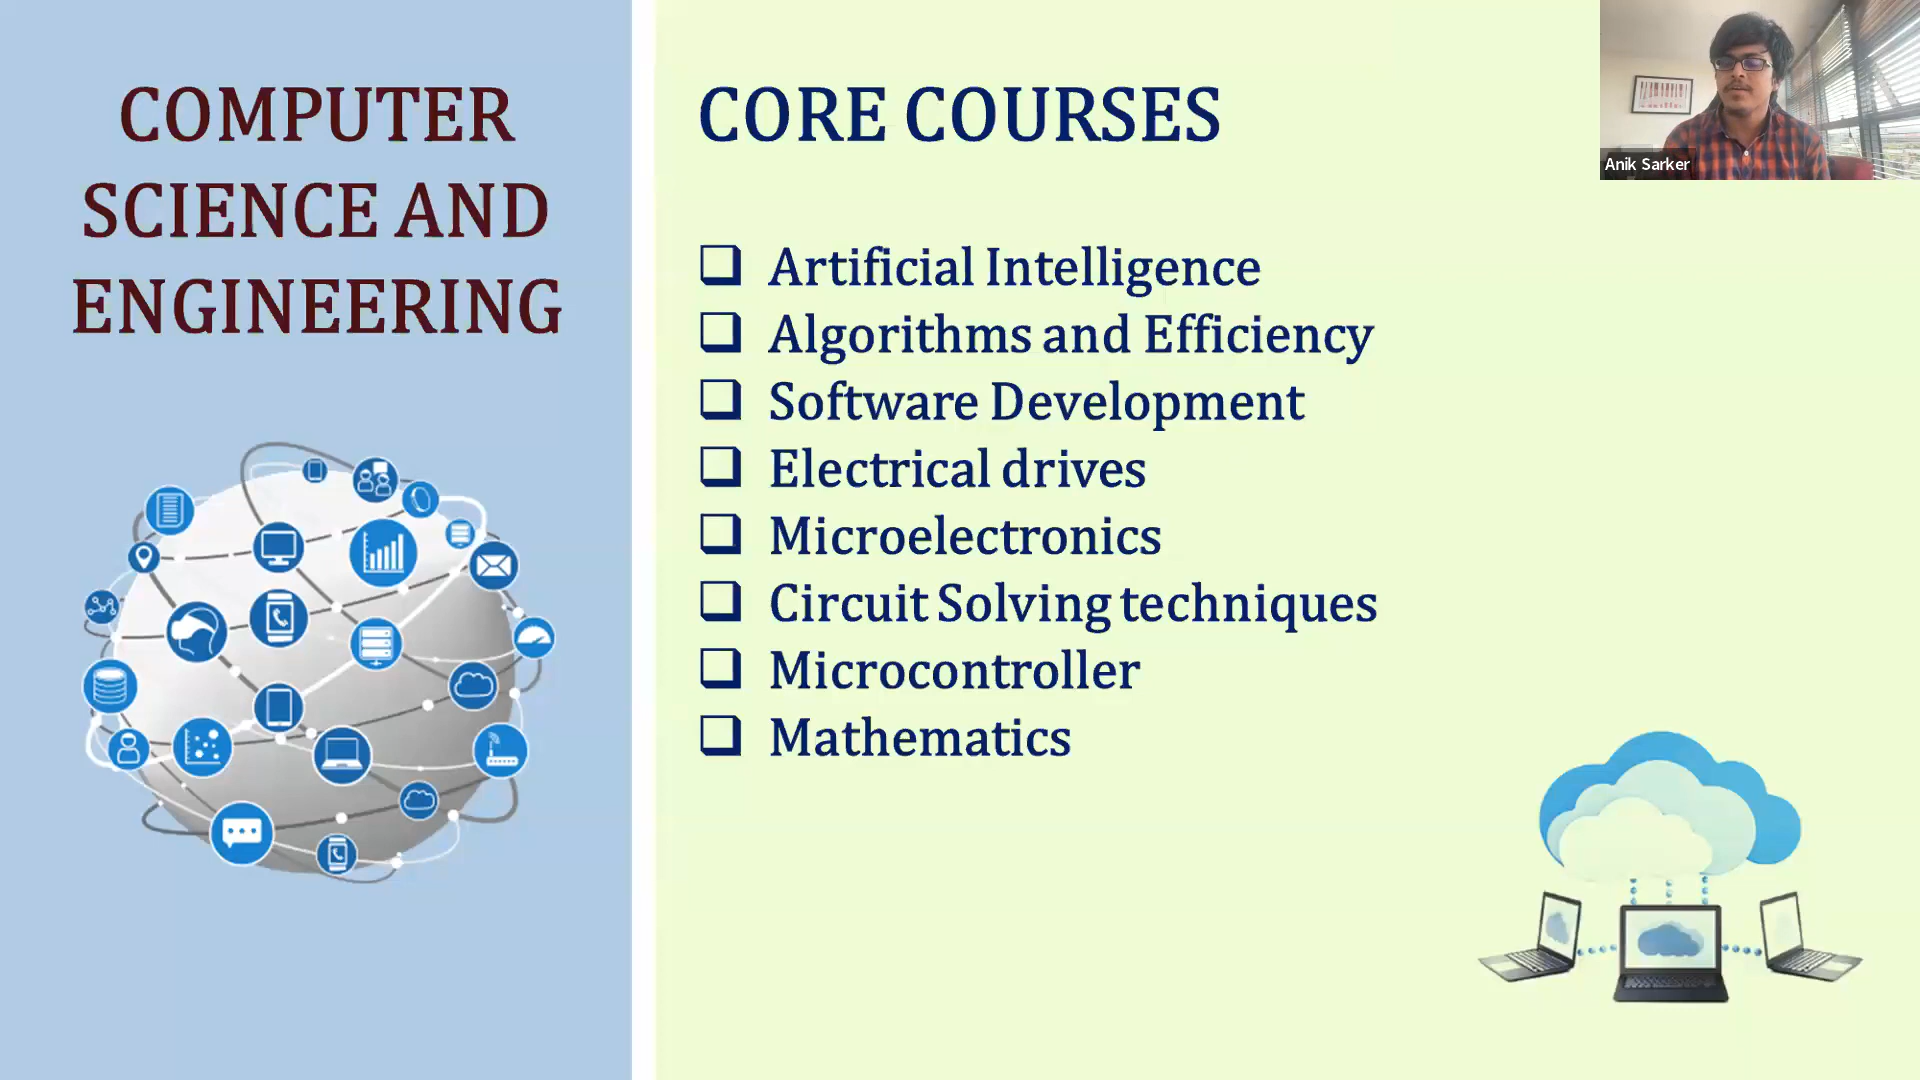 COMPUTER
SCIENCE AND
ENGINEERING
CORE COURSES
Artificial Intelligence
Algorithms and Efficiency
Software Development
Electrical drives
Microelectronics
Circuit Solving techniques
Microcontroller
Mathematics
Anik Sarker